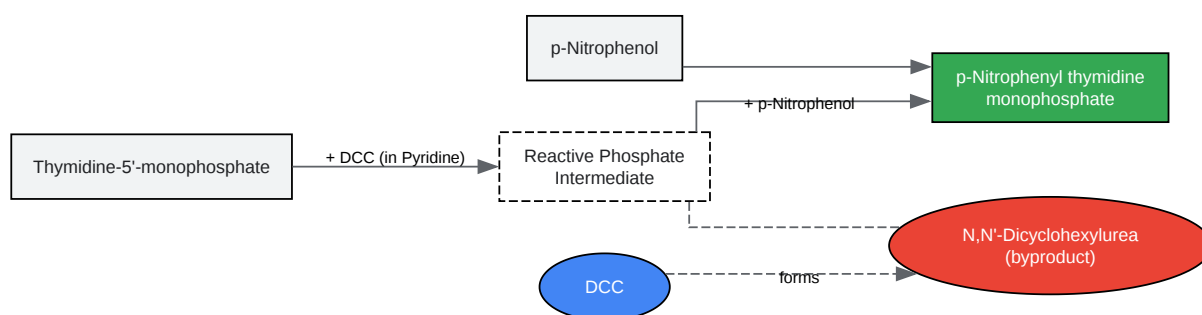 p-Nitrophenol
p-Nitrophenyl thymidine
monophosphate
+ p-Nitrophenol
Thymidine-5'-monophosphate
+ DCC (in Pyridine)
Reactive Phosphate
Intermediate
N,N'-Dicyclohexylurea
(byproduct)
DCC
forms